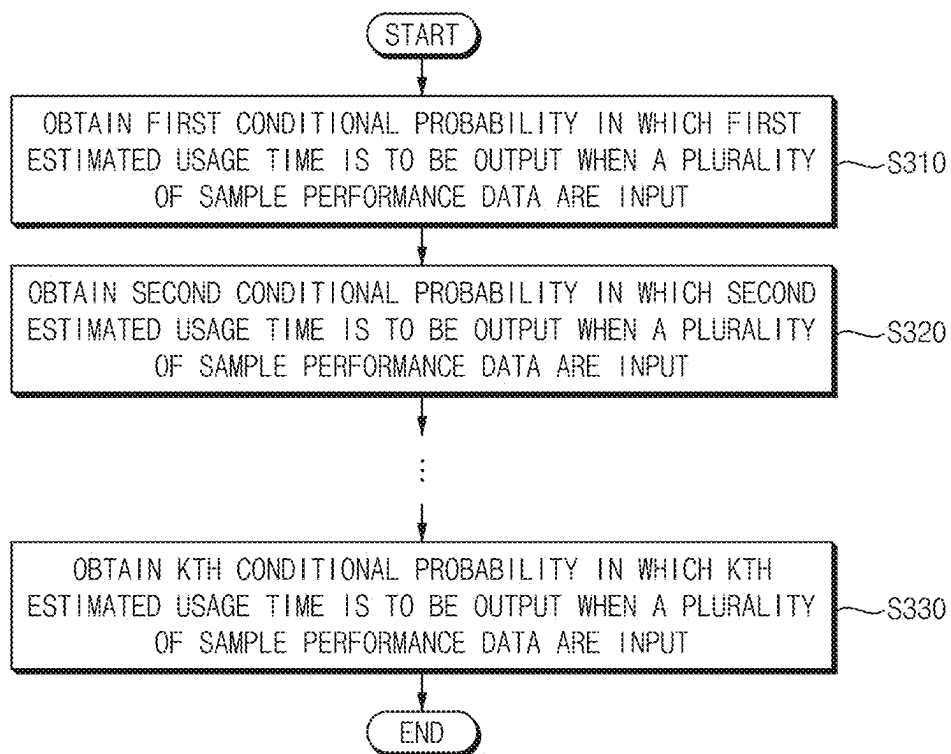 START
OBTAIN FIRST CONDITIONAL PROBABILITY IN WHICH FIRST
ESTIMATED USAGE TIME IS TO BE OUTPUT WHEN A PLURALITY
OF SAMPLE PERFORMANCE DATA ARE INPUT
S310
OBTAIN SECOND CONDITIONAL PROBABILITY IN WHICH SECOND
ESTIMATED USAGE TIME IS TO BE OUTPUT WHEN A PLURALITY
OF SAMPLE PERFORMANCE DATA ARE INPUT
S320
⋮
OBTAIN KTH CONDITIONAL PROBABILITY IN WHICH KTH
ESTIMATED USAGE TIME IS TO BE OUTPUT WHEN A PLURALITY
OF SAMPLE PERFORMANCE DATA ARE INPUT
S330
END